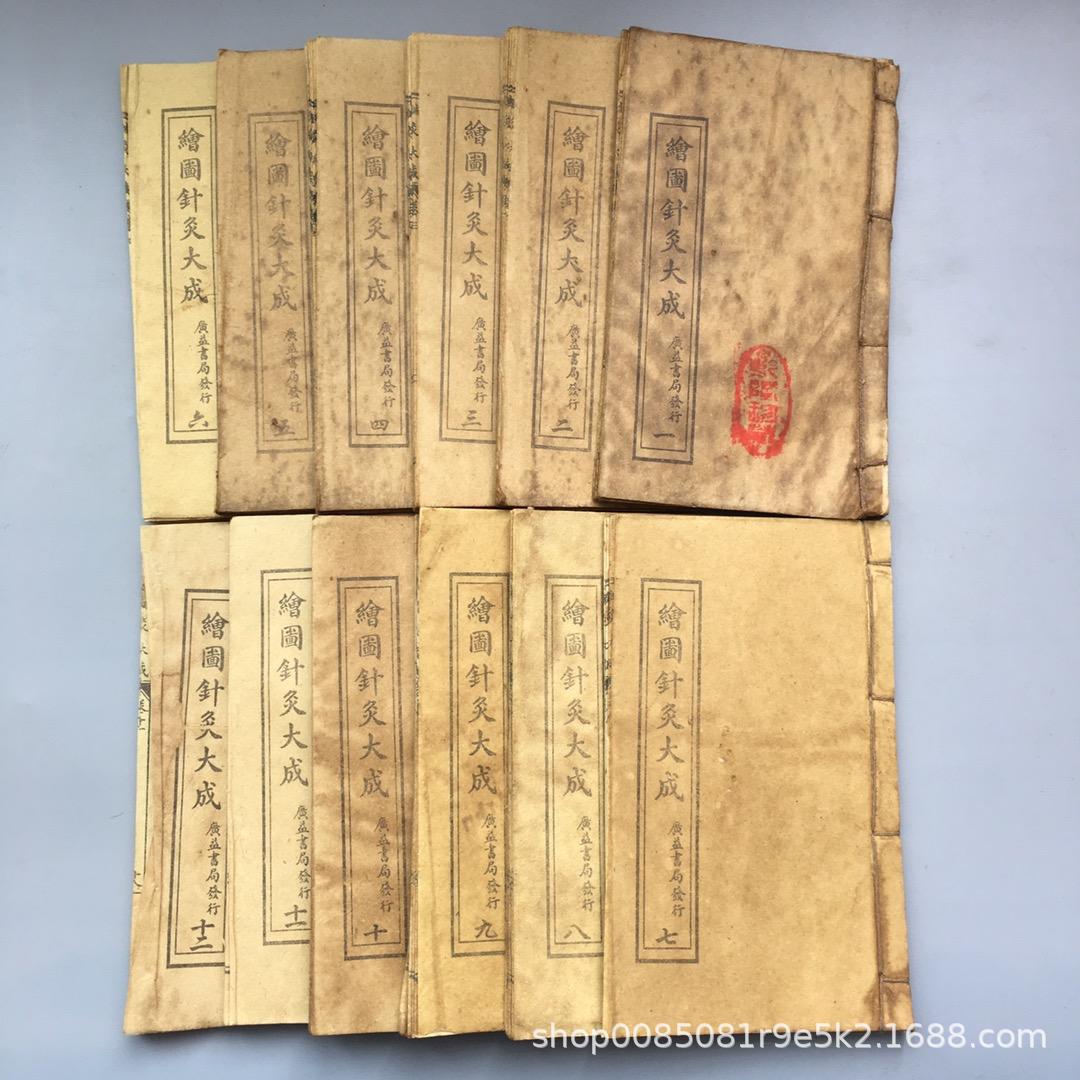 繪圖針灸大成 廣益書局發行 一
繪圖針灸大成 廣益書局發行 二
繪圖針灸大成 廣益書局發行 三
繪圖針灸大成 廣益書局發行 四
繪圖針灸大成 廣益書局發行 五
繪圖針灸大成 廣益書局發行 六
繪圖針灸大成 廣益書局發行 七
繪圖針灸大成 廣益書局發行 八
繪圖針灸大成 廣益書局發行 九
繪圖針灸大成 廣益書局發行 十
繪圖針灸大成 廣益書局發行 十一
繪圖針灸大成 廣益書局發行 十二
shop0085081r9e5k2.1688.com